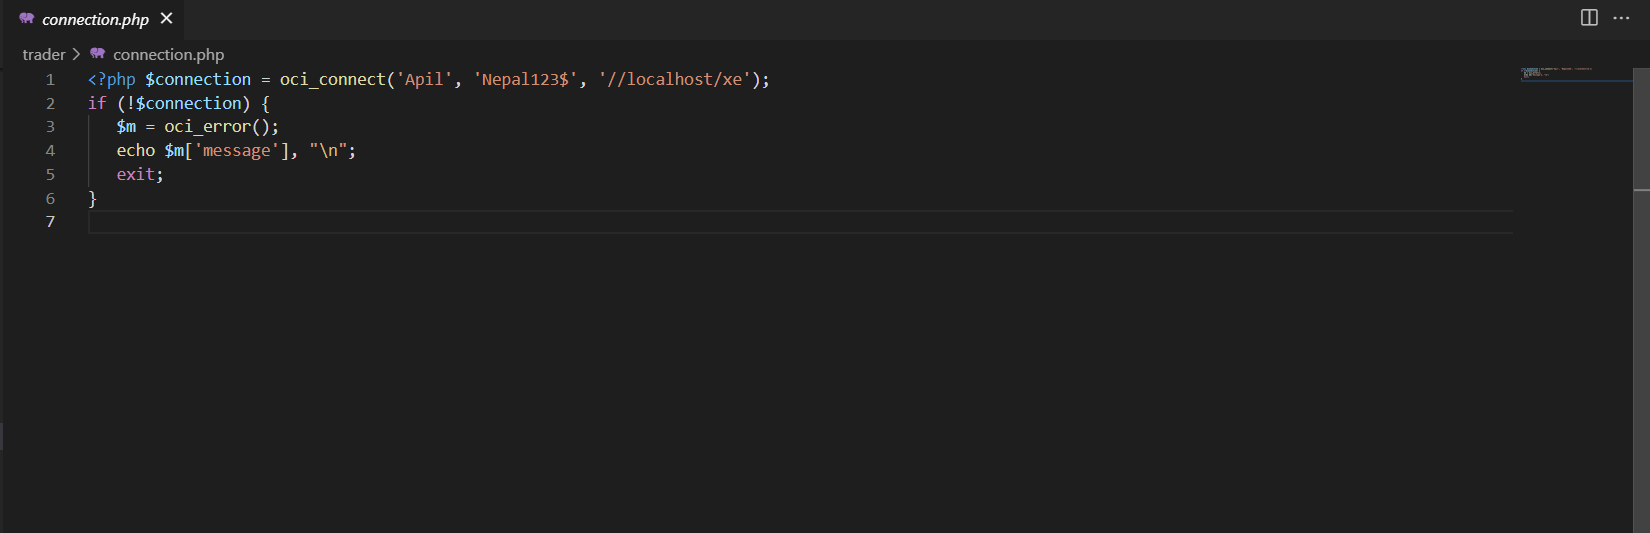 connection.php
trader > connection.php
1 <?php $connection = oci_connect('Apil', 'Nepal123$', '//localhost/xe');
2 if (!$connection) {
3 $m = oci_error();
4 echo $m['message'], "\n";
5 exit;
6 }
7